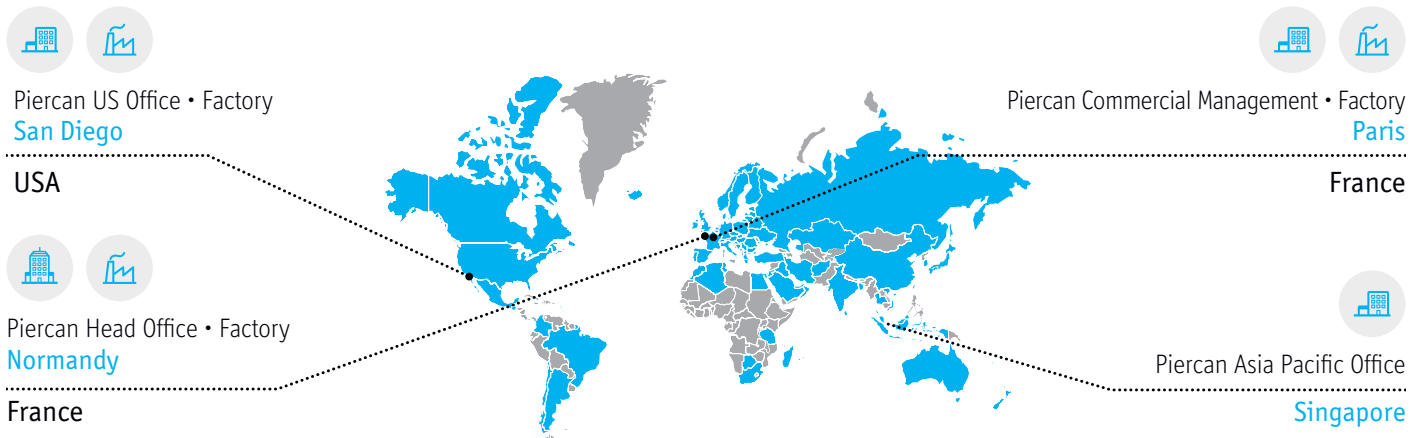 Piercan US Office • Factory
San Diego
USA
Piercan Head Office • Factory
Normandy
France
Piercan Commercial Management • Factory
Paris
France
Piercan Asia Pacific Office
Singapore